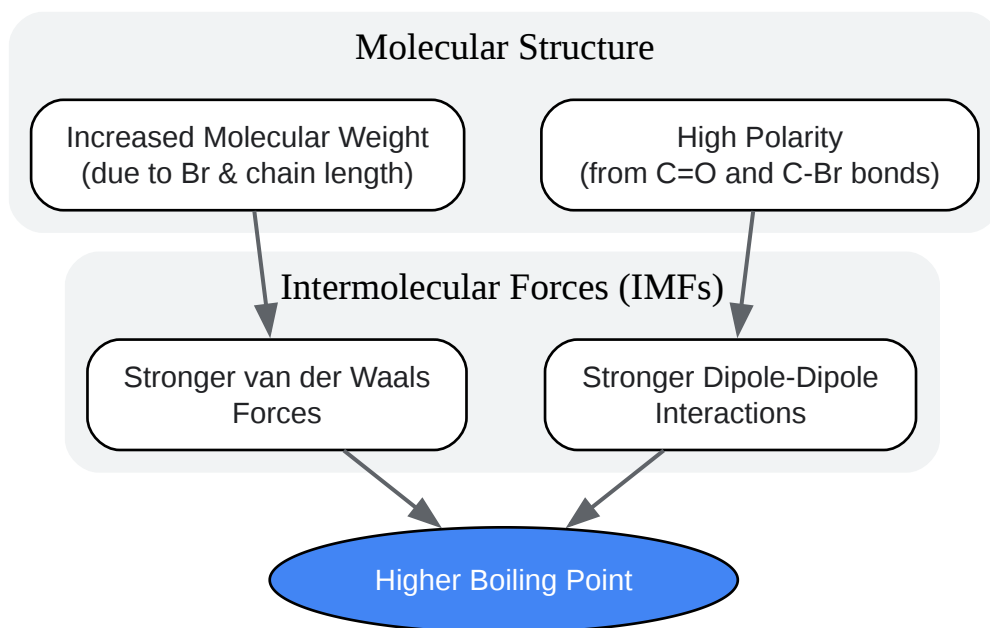 Molecular Structure
Increased Molecular Weight
(due to Br & chain length)
High Polarity
(from C=O and C-Br bonds)
Intermolecular Forces (IMFs)
Stronger van der Waals
Forces
Stronger Dipole-Dipole
Interactions
Higher Boiling Point